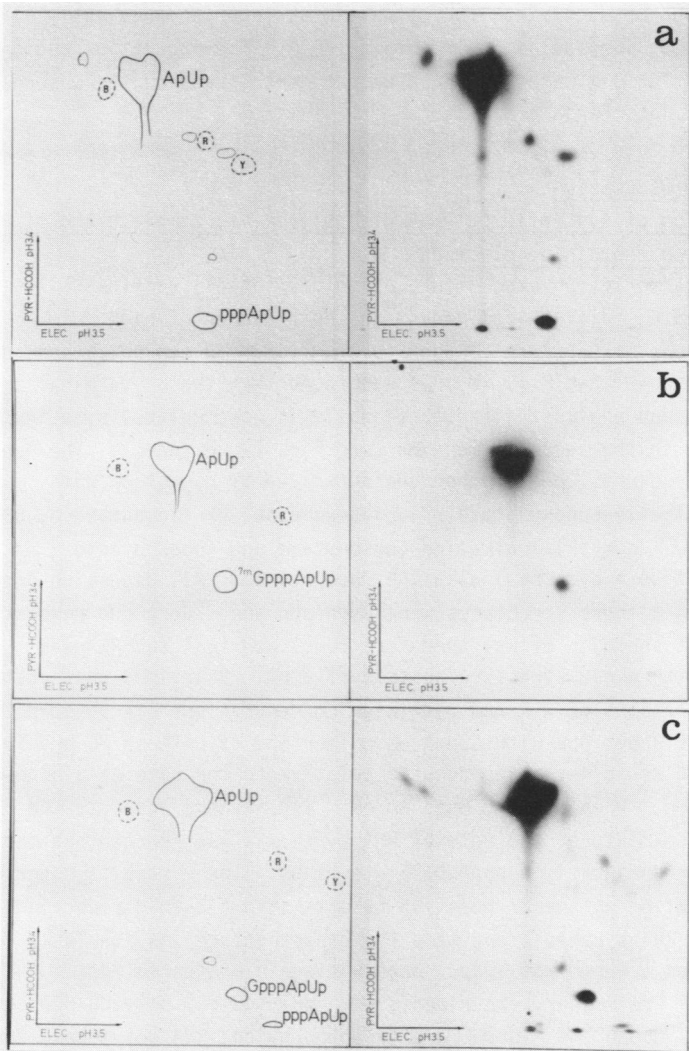 a
ApUp
B
R
Y
PYR-HCOOH pH3.4
pppApUp
ELEC. pH3.5
PYR-HCOOH pH3.4
ELEC. pH3.5
b
ApUp
B
R
7mGpppApUp
PYR-HCOOH pH3.4
ELEC. pH3.5
PYR-HCOOH pH3.4
ELEC. pH3.5
c
ApUp
B
R
Y
PYR-HCOOH pH3.4
GpppApUp
pppApUp
ELEC. pH3.5
PYR-HCOOH pH3.4
ELEC. pH3.5